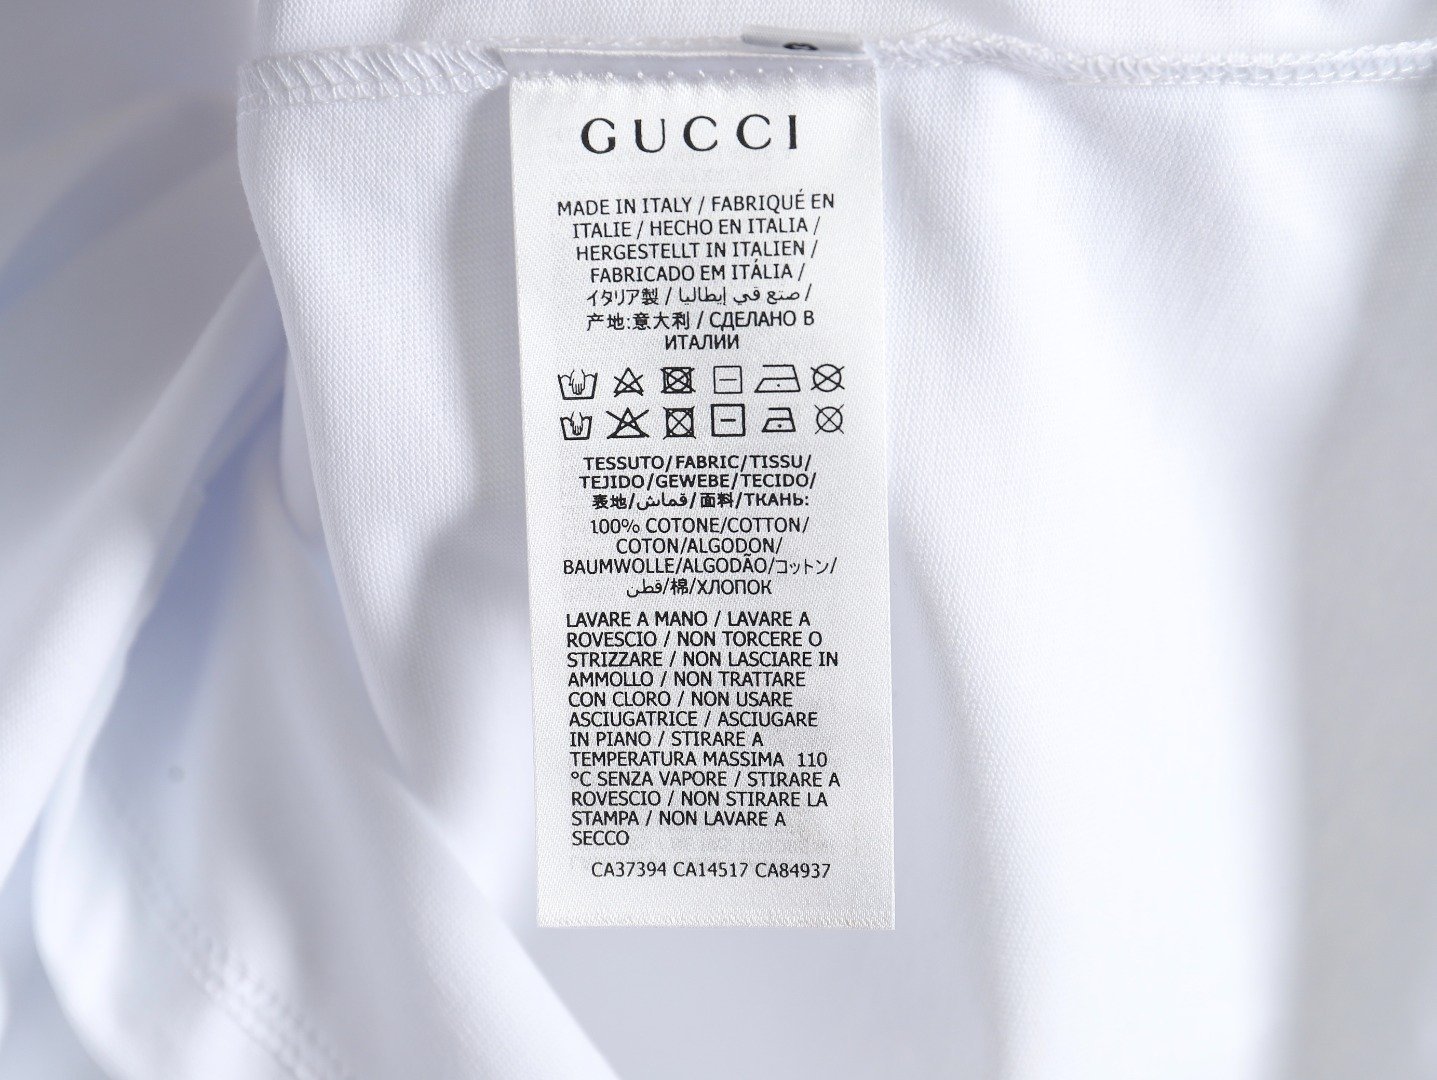 GUCCI
MADE IN ITALY / FABRIQUÉ EN
ITALIE / HECHO EN ITALIA /
HERGESTELLT IN ITALIEN /
FABRICADO EM ITÁLIA /
イタリア製 / صنع في إيطاليا /
产地:意大利 / СДЕЛАНО В
ИТАЛИИ
TESSUTO/FABRIC/TISSU/
TEJIDO/GEWEBE/TECIDO/
表地/قماش/面料/ТКАНЬ:
100% COTONE/COTTON/
COTON/ALGODON/
BAUMWOLLE/ALGODÃO/コットン/
قطن/棉/ХЛОПОК
LAVARE A MANO / LAVARE A
ROVESCIO / NON TORCERE O
STRIZZARE / NON LASCIARE IN
AMMOLLO / NON TRATTARE
CON CLORO / NON USARE
ASCIUGATRICE / ASCIUGARE
IN PIANO / STIRARE A
TEMPERATURA MASSIMA 110
°C SENZA VAPORE / STIRARE A
ROVESCIO / NON STIRARE LA
STAMPA / NON LAVARE A
SECCO
CA37394 CA14517 CA84937